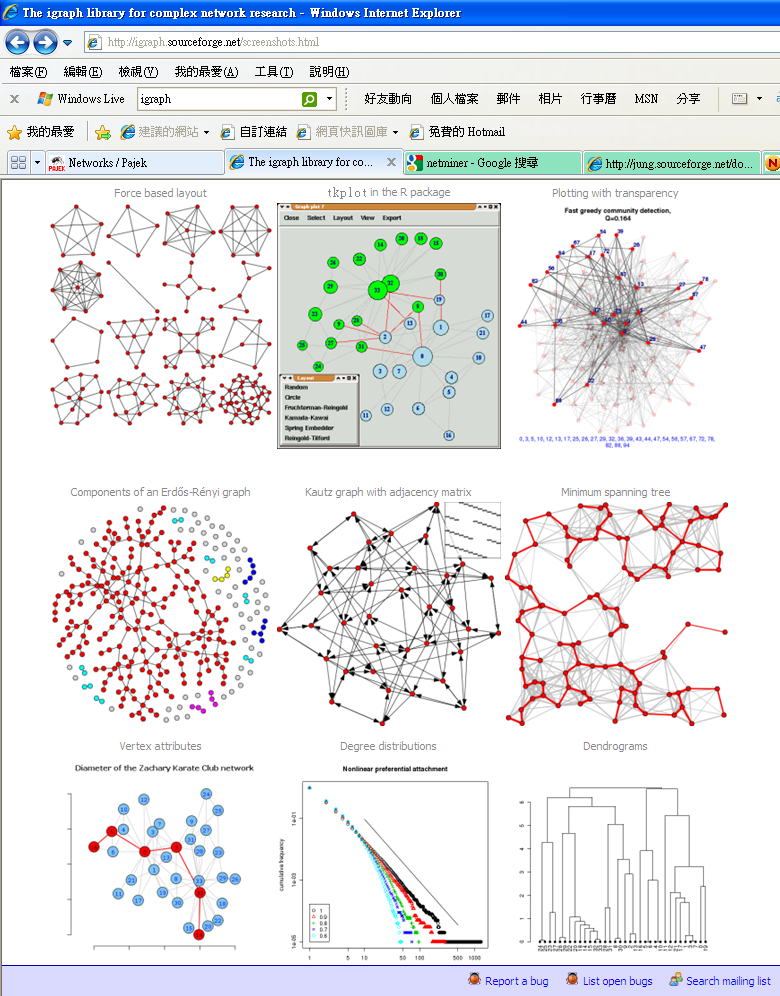 The igraph library for complex network research - Windows Internet Explorer
http://igraph.sourceforge.net/screenshots.html
檔案(F) 編輯(E) 檢視(V) 我的最愛(A) 工具(T) 說明(H)
Windows Live igraph 好友動向 個人檔案 郵件 相片 行事曆 MSN 分享
我的最愛 建議的網站 自訂連結 網頁快訊圖庫 免費的 Hotmail
PAJEK Networks / Pajek The igraph library for co... netminer - Google 搜尋 http://jung.sourceforge.net/do... N
Force based layout tkplot in the R package Plotting with transparency
Graph plot 7
Close Select Layout View Export
Fast greedy community detection,
Q=0.164
Layout
Random
Circle
Fruchterman-Reingold
Kamada-Kawai
Spring Embedder
Reingold-Tilford
0, 3, 5, 10, 12, 13, 17, 25, 26, 27, 29, 32, 36, 39, 43, 44, 47, 54, 56, 57, 67, 72, 78,
82, 88, 94
Components of an Erdős-Rényi graph Kautz graph with adjacency matrix Minimum spanning tree
Vertex attributes Degree distributions Dendrograms
Diameter of the Zachary Karate Club network
Nonlinear preferential attachment
cumulative frequency
1e-01
1e-03
1e-05
1
0.9
0.8
0.7
0.6
1 5 10 50 100 500 1000
0 1 2 3 4 5 6
Report a bug List open bugs Search mailing list